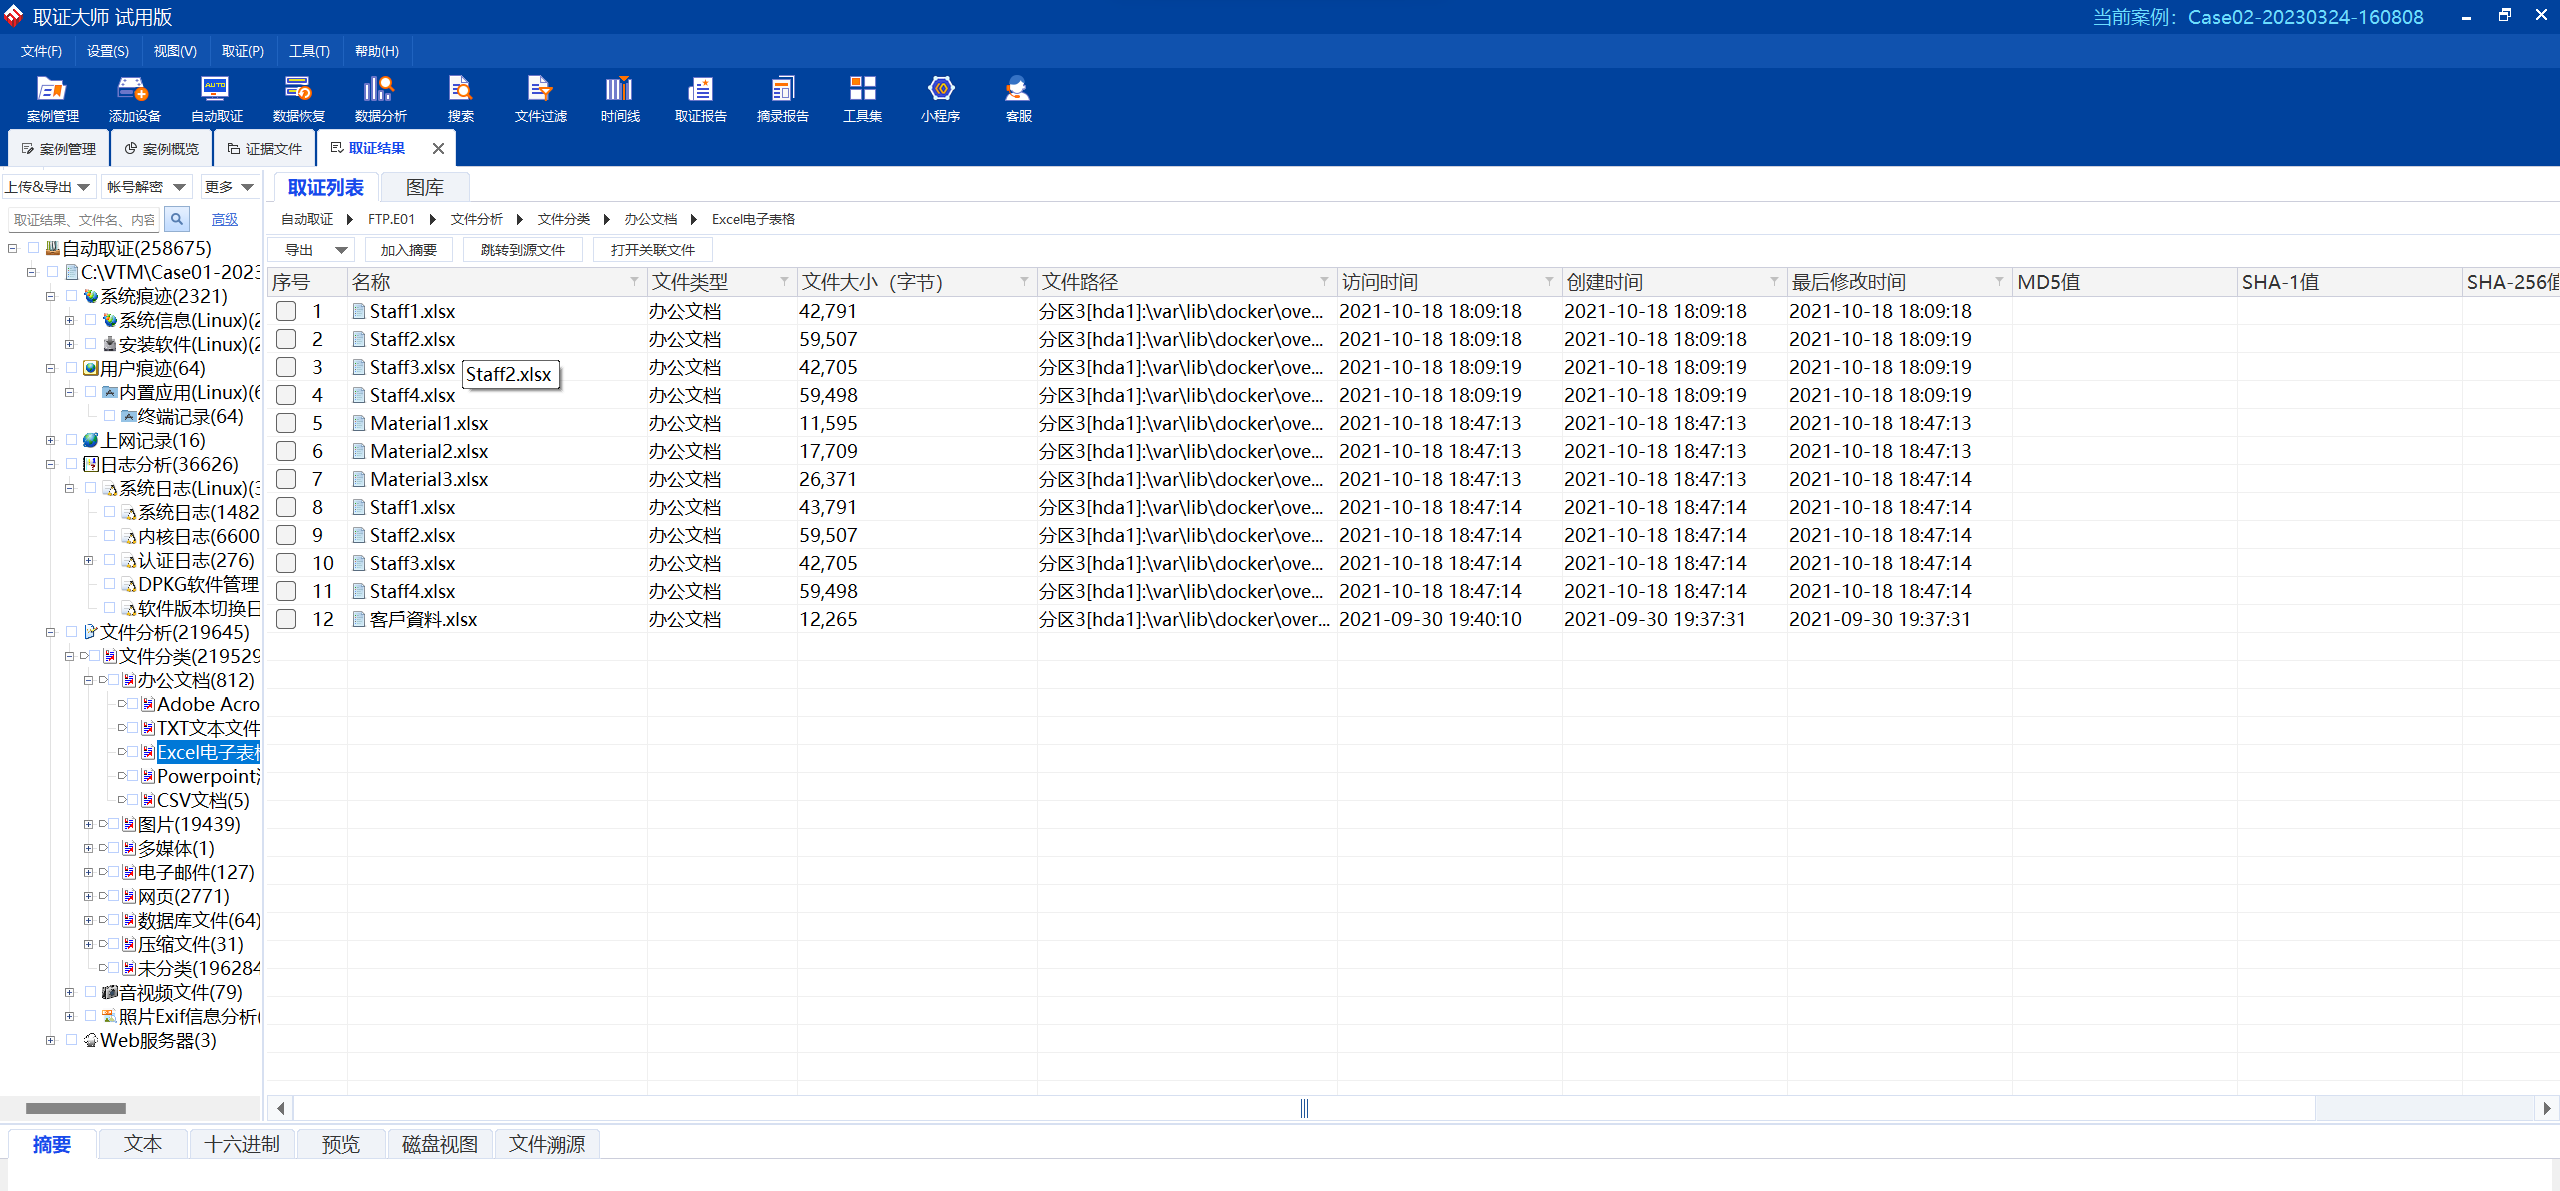 取证大师 试用版
当前案例：Case02-20230324-160808
文件(F) 设置(S) 视图(V) 取证(P) 工具(T) 帮助(H)
案例管理 添加设备 自动取证 数据恢复 数据分析 搜索 文件过滤 时间线 取证报告 摘录报告 工具集 小程序 客服
案例管理 案例概览 证据文件 取证结果
上传&导出 帐号解密 更多
取证结果、文件名、内容 高级
自动取证(258675)
C:\VTM\Case01-2023
系统痕迹(2321)
系统信息(Linux)(2
安装软件(Linux)(2
用户痕迹(64)
内置应用(Linux)(6
终端记录(64)
上网记录(16)
日志分析(36626)
系统日志(Linux)(3
系统日志(1482
内核日志(6600
认证日志(276)
DPKG软件管理
软件版本切换日
文件分析(219645)
文件分类(219529
办公文档(812)
Adobe Acro
TXT文本文件
Excel电子表格
Powerpoint
CSV文档(5)
图片(19439)
多媒体(1)
电子邮件(127)
网页(2771)
数据库文件(64)
压缩文件(31)
未分类(196284
音视频文件(79)
照片Exif信息分析(
Web服务器(3)
取证列表 图库
自动取证 FTP.E01 文件分析 文件分类 办公文档 Excel电子表格
导出 加入摘要 跳转到源文件 打开关联文件
序号 名称 文件类型 文件大小（字节） 文件路径 访问时间 创建时间 最后修改时间 MD5值 SHA-1值 SHA-256值
1 Staff1.xlsx 办公文档 42,791 分区3[hda1]:\var\lib\docker\ove... 2021-10-18 18:09:18 2021-10-18 18:09:18 2021-10-18 18:09:18
2 Staff2.xlsx 办公文档 59,507 分区3[hda1]:\var\lib\docker\ove... 2021-10-18 18:09:18 2021-10-18 18:09:18 2021-10-18 18:09:19
3 Staff3.xlsx 办公文档 42,705 分区3[hda1]:\var\lib\docker\ove... 2021-10-18 18:09:19 2021-10-18 18:09:19 2021-10-18 18:09:19
Staff2.xlsx
4 Staff4.xlsx 办公文档 59,498 分区3[hda1]:\var\lib\docker\ove... 2021-10-18 18:09:19 2021-10-18 18:09:19 2021-10-18 18:09:19
5 Material1.xlsx 办公文档 11,595 分区3[hda1]:\var\lib\docker\ove... 2021-10-18 18:47:13 2021-10-18 18:47:13 2021-10-18 18:47:13
6 Material2.xlsx 办公文档 17,709 分区3[hda1]:\var\lib\docker\ove... 2021-10-18 18:47:13 2021-10-18 18:47:13 2021-10-18 18:47:13
7 Material3.xlsx 办公文档 26,371 分区3[hda1]:\var\lib\docker\ove... 2021-10-18 18:47:13 2021-10-18 18:47:13 2021-10-18 18:47:14
8 Staff1.xlsx 办公文档 43,791 分区3[hda1]:\var\lib\docker\ove... 2021-10-18 18:47:14 2021-10-18 18:47:14 2021-10-18 18:47:14
9 Staff2.xlsx 办公文档 59,507 分区3[hda1]:\var\lib\docker\ove... 2021-10-18 18:47:14 2021-10-18 18:47:14 2021-10-18 18:47:14
10 Staff3.xlsx 办公文档 42,705 分区3[hda1]:\var\lib\docker\ove... 2021-10-18 18:47:14 2021-10-18 18:47:14 2021-10-18 18:47:14
11 Staff4.xlsx 办公文档 59,498 分区3[hda1]:\var\lib\docker\ove... 2021-10-18 18:47:14 2021-10-18 18:47:14 2021-10-18 18:47:14
12 客戶資料.xlsx 办公文档 12,265 分区3[hda1]:\var\lib\docker\over... 2021-09-30 19:40:10 2021-09-30 19:37:31 2021-09-30 19:37:31
摘要 文本 十六进制 预览 磁盘视图 文件溯源